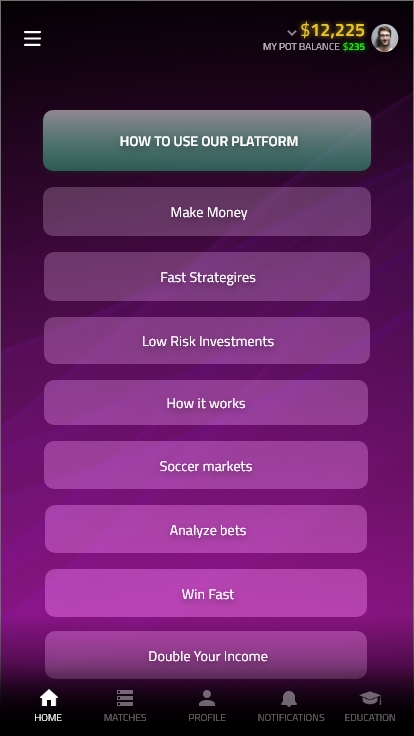 $12,225
MY POT BALANCE $235
HOW TO USE OUR PLATFORM
Make Money
Fast Strategires
Low Risk Investments
How it works
Soccer markets
Analyze bets
Win Fast
Double Your Income
HOME MATCHES PROFILE NOTIFICATIONS EDUCATION